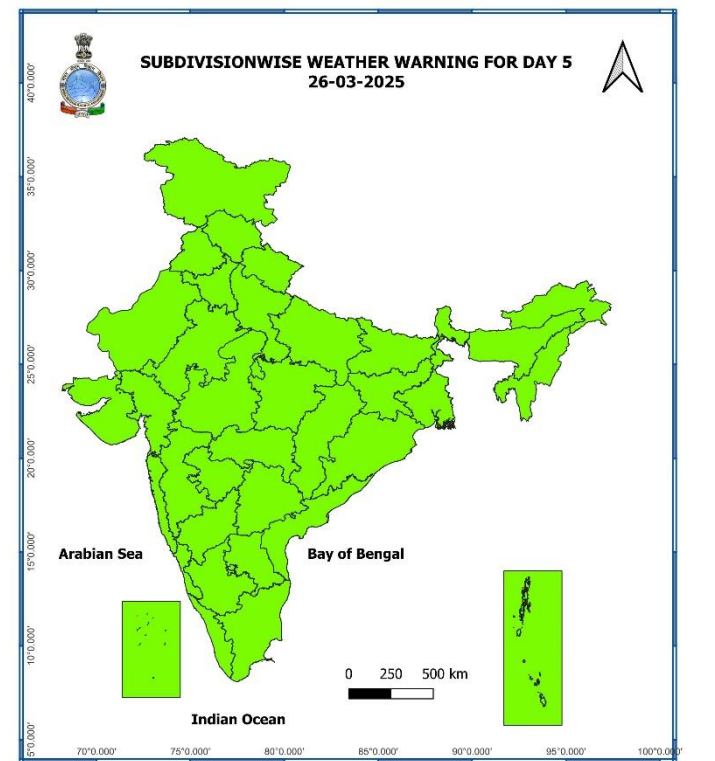 SUBDIVISIONWISE WEATHER WARNING FOR DAY 5
26-03-2025
40°0.000'
35°0.000'
30°0.000'
25°0.000'
20°0.000'
15°0.000'
10°0.000'
5°0.000'
Arabian Sea
Bay of Bengal
0 250 500 km
Indian Ocean
70°0.000' 75°0.000' 80°0.000' 85°0.000' 90°0.000' 95°0.000' 100°0.000'